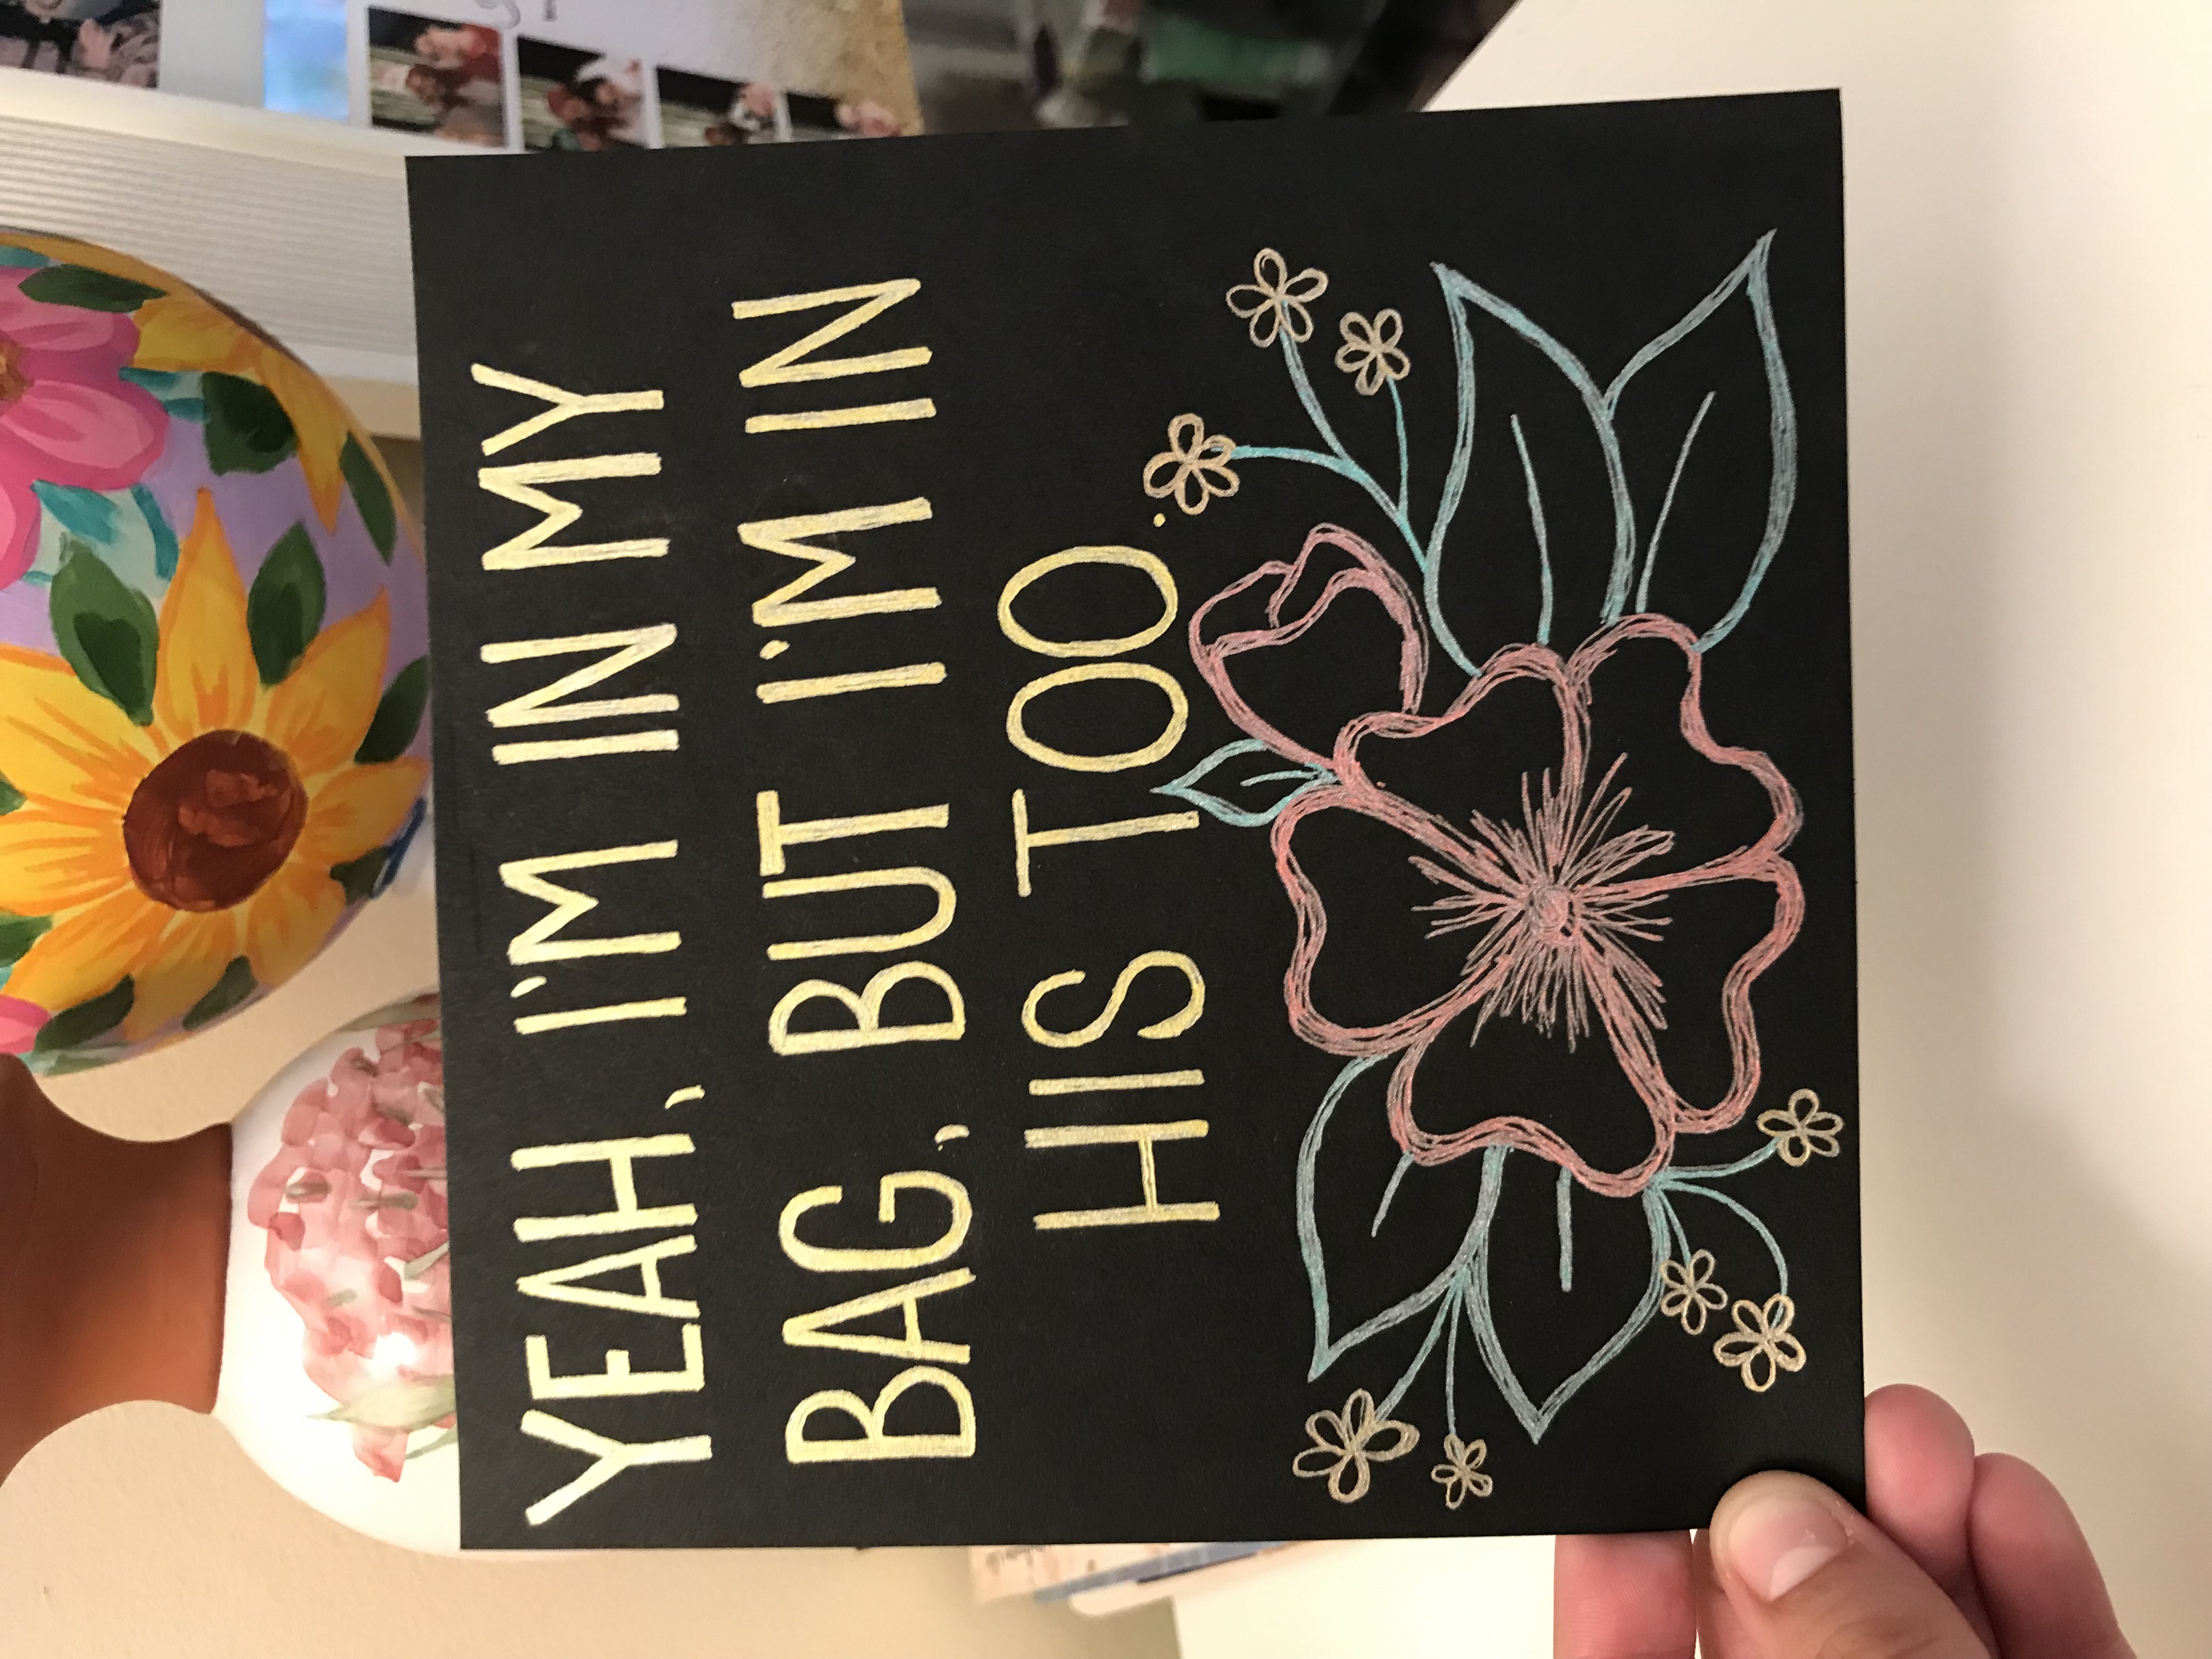 YEAH, I'M IN MY
BAG, BUT I'M IN
HIS TOO.